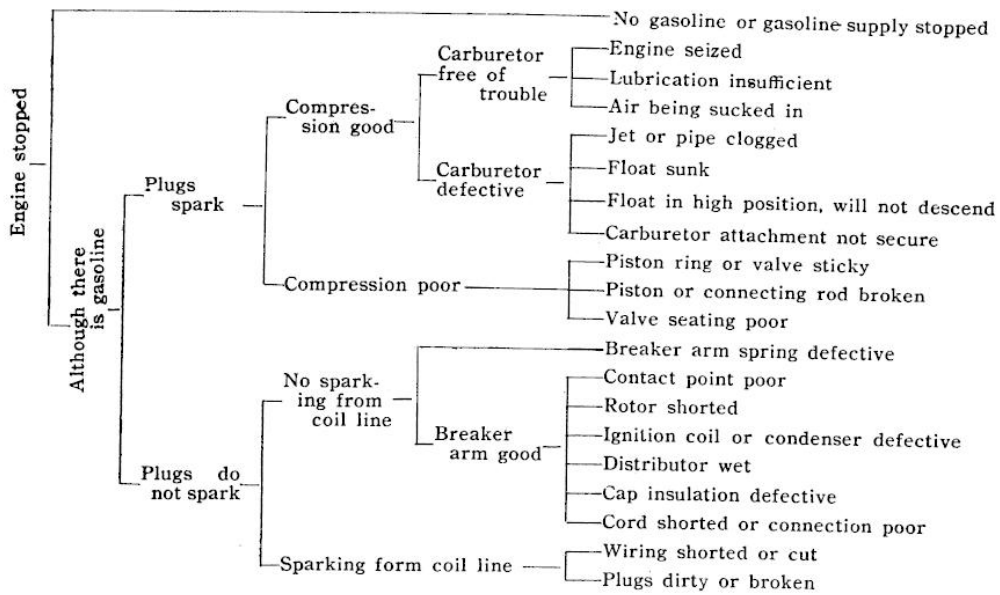 No gasoline or gasoline supply stopped
Engine stopped
Although there
is gasoline
Plugs
spark
Compres-
sion good
Carburetor
free of
trouble
Engine seized
Lubrication insufficient
Air being sucked in
Carburetor
defective
Jet or pipe clogged
Float sunk
Float in high position, will not descend
Carburetor attachment not secure
Compression poor
Piston ring or valve sticky
Piston or connecting rod broken
Valve seating poor
Plugs do
not spark
No spark-
ing from
coil line
Breaker arm spring defective
Breaker
arm good
Contact point poor
Rotor shorted
Ignition coil or condenser defective
Distributor wet
Cap insulation defective
Cord shorted or connection poor
Sparking form coil line
Wiring shorted or cut
Plugs dirty or broken